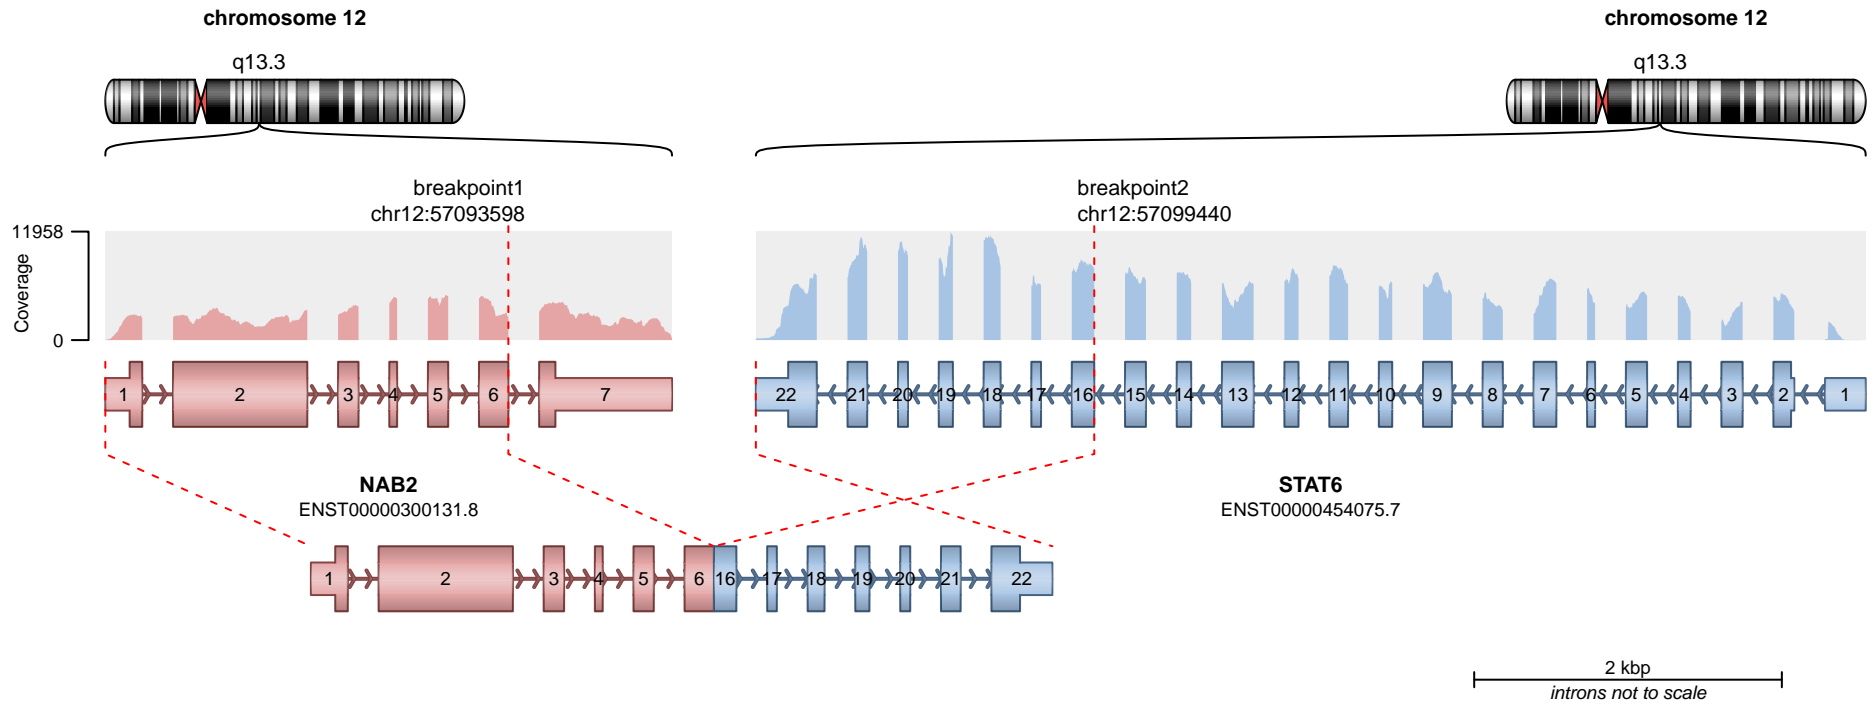 chromosome 12
chromosome 12
q13.3
q13.3
breakpoint1
chr12:57093598
breakpoint2
chr12:57099440
11958
Coverage
0
1 2 3 4 5 6 7
22 21 20 19 18 17 16 15 14 13 12 11 10 9 8 7 6 5 4 3 2 1
NAB2
ENST00000300131.8
STAT6
ENST00000454075.7
1 2 3 4 5 6 16 17 18 19 20 21 22
2 kbp
introns not to scale